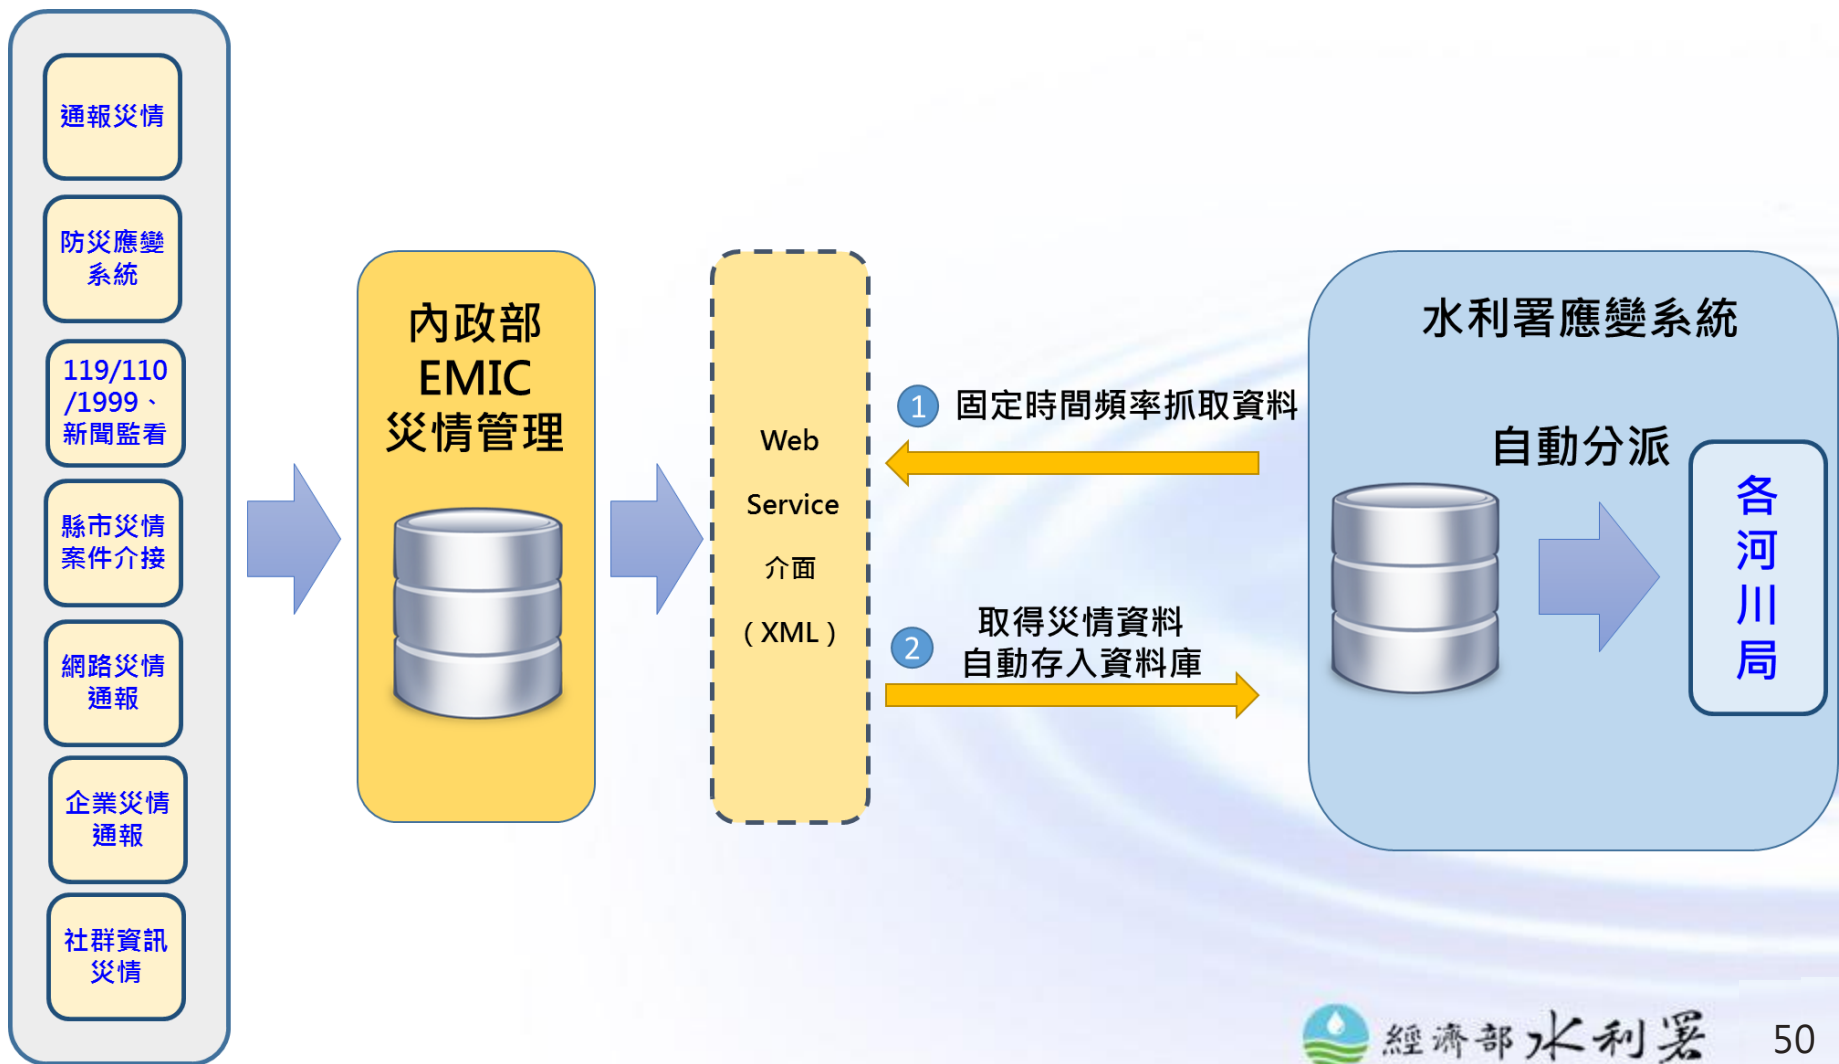 通報災情
防災應變
系統
119/110
/1999、
新聞監看
縣市災情
案件介接
網路災情
通報
企業災情
通報
社群資訊
災情
內政部
EMIC
災情管理
Web
Service
介面
（XML）
1 固定時間頻率抓取資料
2 取得災情資料
自動存入資料庫
水利署應變系統
自動分派
各
河
川
局
經濟部水利署
50